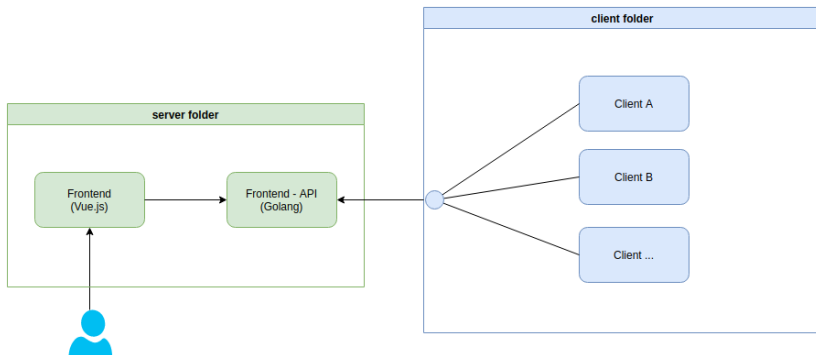 client folder
Client A
server folder
Client B
Frontend
(Vue.js)
Frontend - API
(Golang)
Client ...